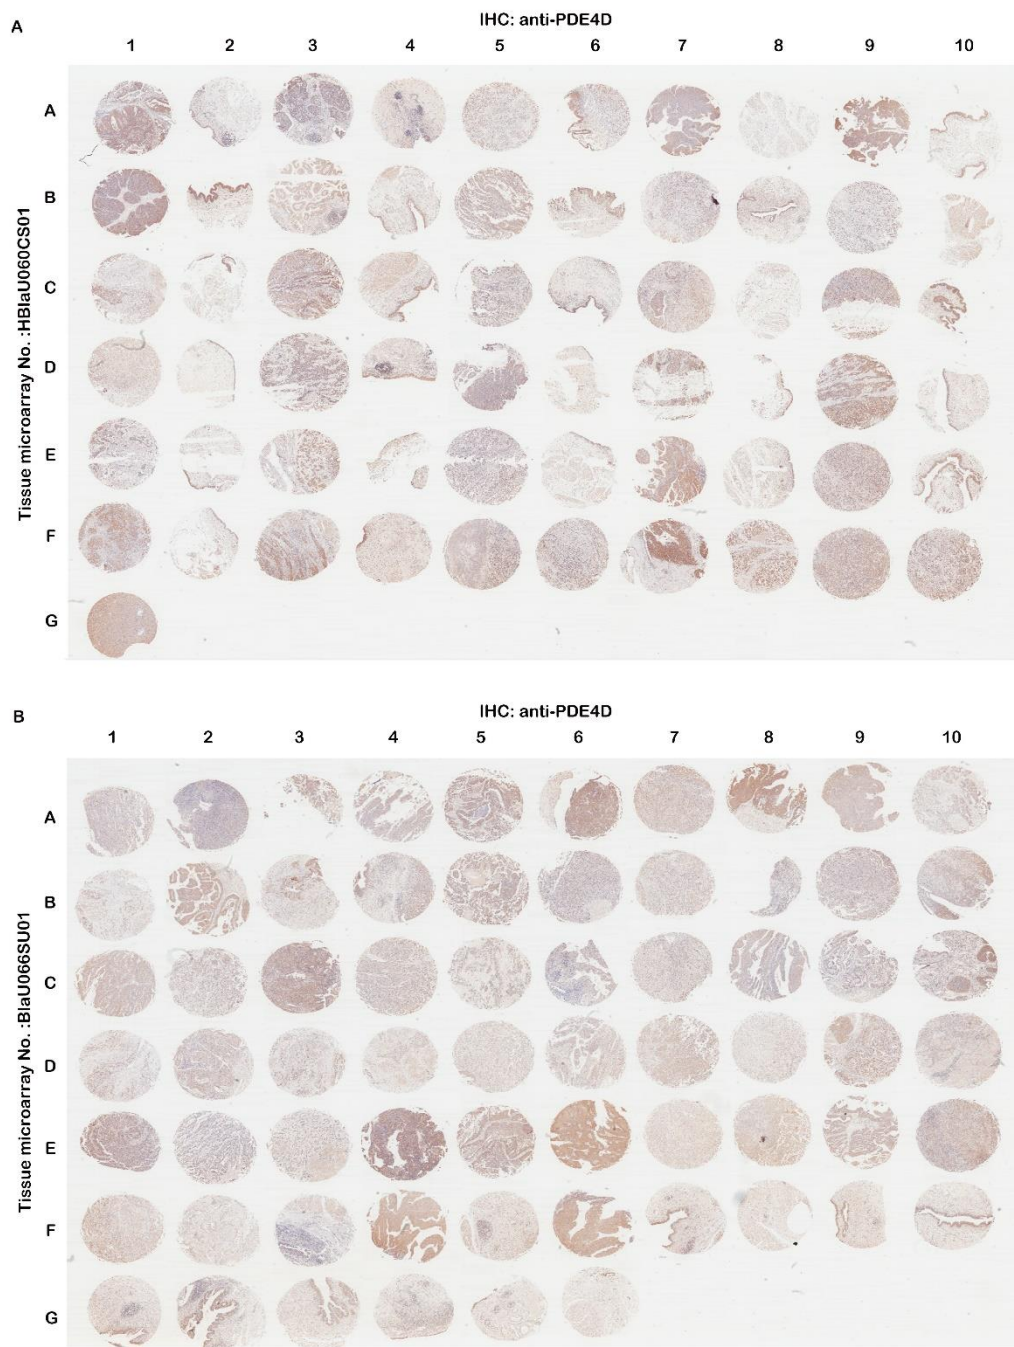 A
IHC: anti-PDE4D
1 2 3 4 5 6 7 8 9 10
Tissue microarray No. :HBlaU060CS01
A
B
C
D
E
F
G
B
IHC: anti-PDE4D
1 2 3 4 5 6 7 8 9 10
Tissue microarray No. :BlaU066SU01
A
B
C
D
E
F
G